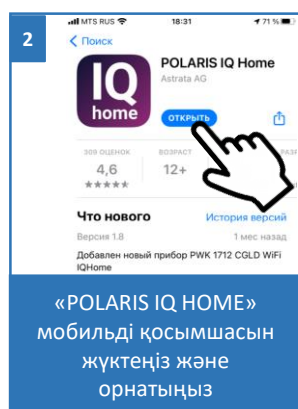 2
MTS RUS 18:31 71 %
Поиск
IQ
home
POLARIS IQ Home
Astrata AG
ОТКРЫТЬ
309 ОЦЕНОК
ВОЗРАСТ
РАЗР
4,6
12+
Что нового
История версий
Версия 1.8
1 мес назад
Добавлен новый прибор PWK 1712 CGLD WiFi
IQHome
«POLARIS IQ HOME»
мобильді қосымшасын
жүктеңіз және
орнатыңыз